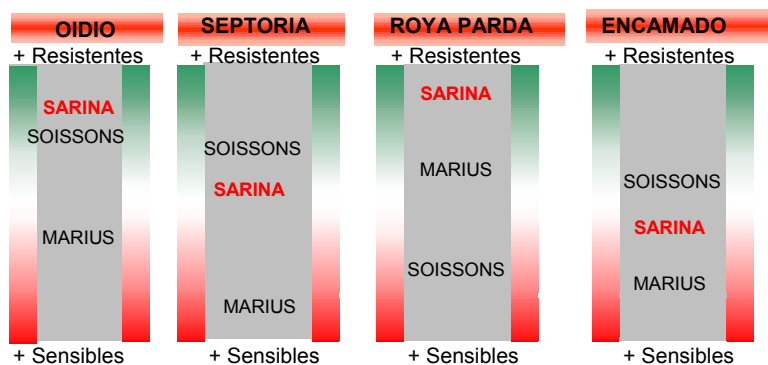 OIDIO
+ Resistentes
SARINA
SOISSONS
MARIUS
+ Sensibles
SEPTORIA
+ Resistentes
SOISSONS
SARINA
MARIUS
+ Sensibles
ROYA PARDA
+ Resistentes
SARINA
MARIUS
SOISSONS
+ Sensibles
ENCAMADO
+ Resistentes
SOISSONS
SARINA
MARIUS
+ Sensibles